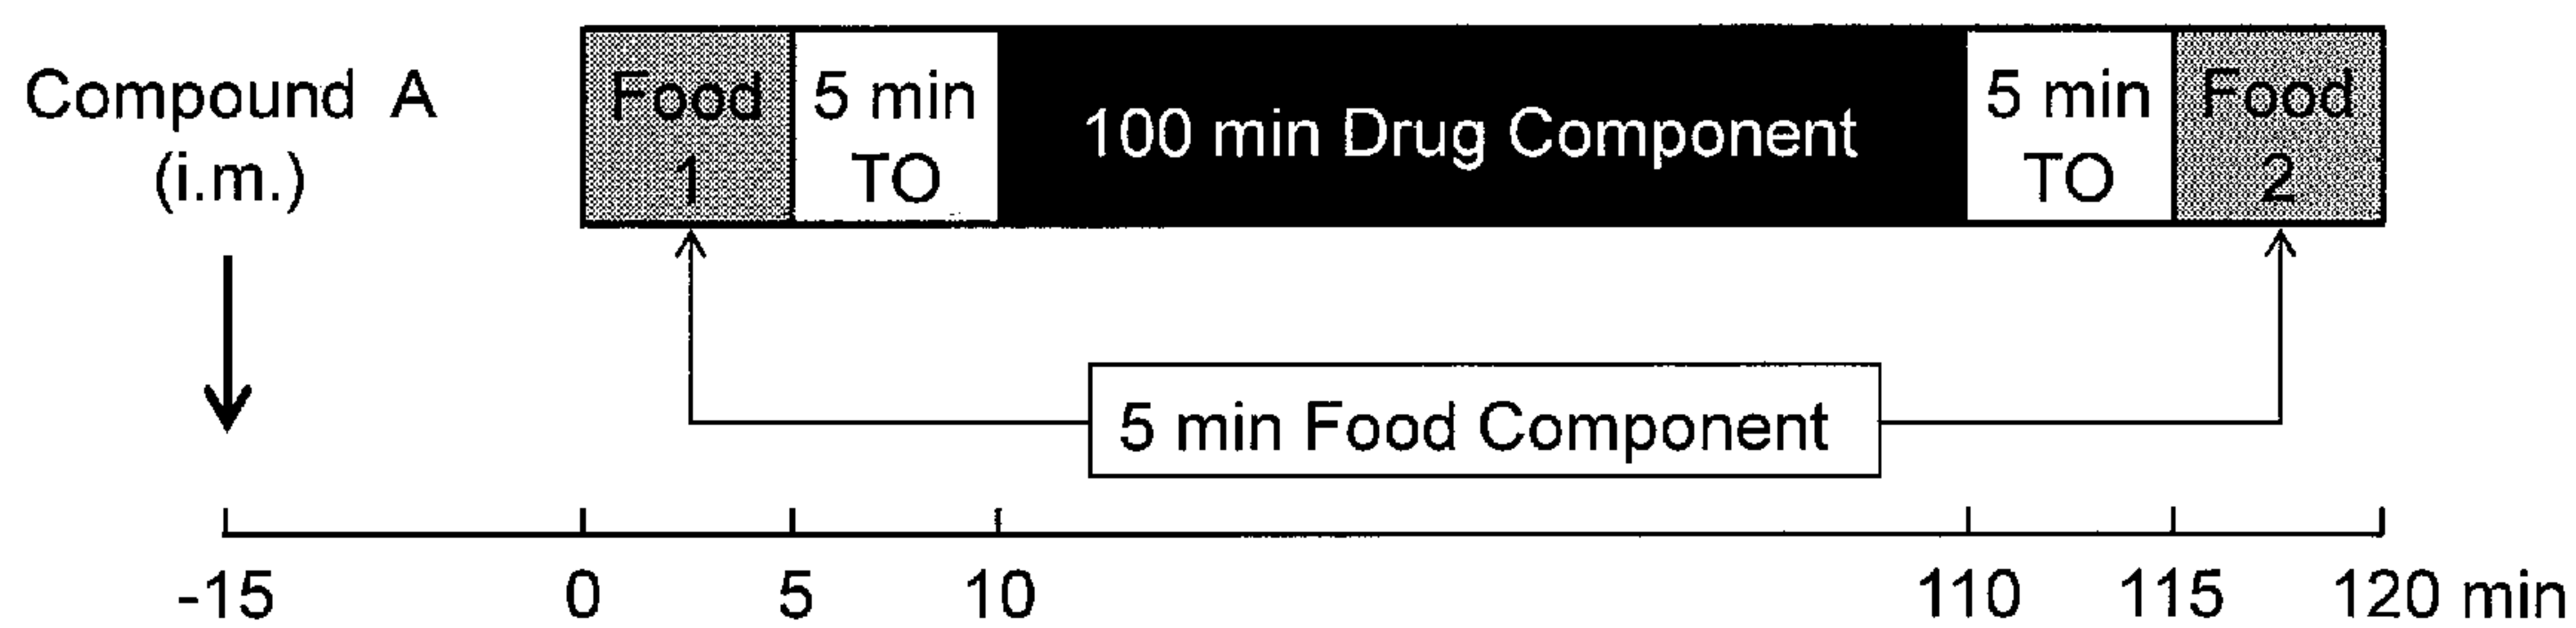 Compound A
(i.m.)
Food
1
5 min
TO
100 min Drug Component
5 min
TO
Food
2
5 min Food Component
-15 0 5 10 110 115 120 min